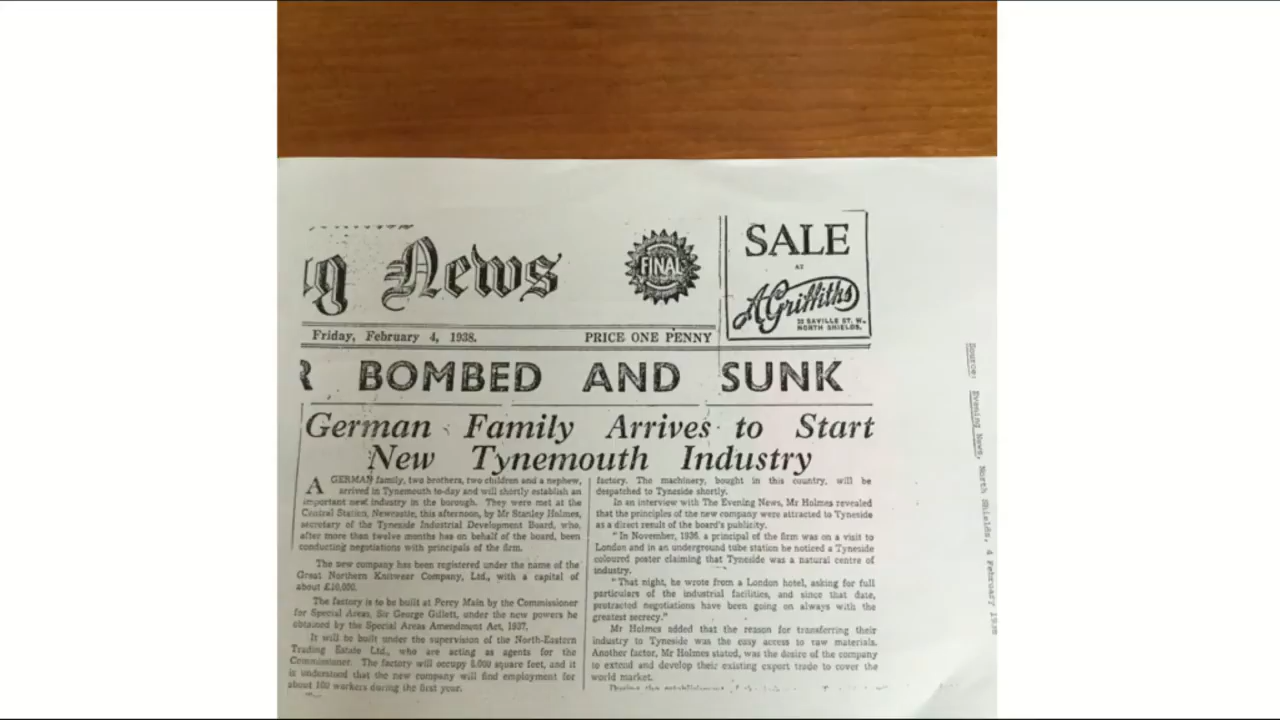 g News
FINAL
SALE
AT
A Griffiths
SAVILLE ST. W.
NORTH SHIELDS.
Friday, February 4, 1938.
PRICE ONE PENNY
R BOMBED AND SUNK
German Family Arrives to Start
New Tynemouth Industry
A GERMAN family, two brothers, two children and a nephew,
arrived in Tynemouth to-day and will shortly establish an
important new industry in the borough. They were met at the
Central Station, Newcastle, this afternoon, by Mr Stanley Holmes,
secretary of the Tyneside Industrial Development Board, who,
after more than twelve months has on behalf of the board, been
conducting negotiations with principals of the firm.
The new company has been registered under the name of the
Great Northern Knitwear Company, Ltd., with a capital of
about
The factory is to be built at Percy Main by the Commissioner
for Special Areas, Sir George Gillett, under the new powers he
obtained by the Special Areas Amendment Act, 1937.
It will be built under the supervision of the North-Eastern
Trading Estate Ltd., who are acting as agents for the
Commissioner. The factory will occupy square feet, and it
is understood that the new company will find employment for
about 100 workers during the first year.
factory. The machinery, bought in this country, will be
despatched to Tyneside shortly.
In an interview with The Evening News, Mr Holmes revealed
that the principles of the new company were attracted to Tyneside
as a direct result of the board's publicity.
"In November, 1936, a principal of the firm was on a visit to
London and in an underground tube station he noticed a Tyneside
coloured poster claiming that Tyneside was a natural centre of
industry.
"That night, he wrote from a London hotel, asking for full
particulars of the industrial facilities, and since that date,
protracted negotiations have been going on always with the
greatest secrecy."
Mr Holmes added that the reason for transferring their
industry to Tyneside was the easy access to raw materials.
Another factor, Mr Holmes stated, was the desire of the company
to extend and develop their existing export trade to cover the
world market.
During the establishment of the
Source: Evening News, North Shields, 4 February 1938